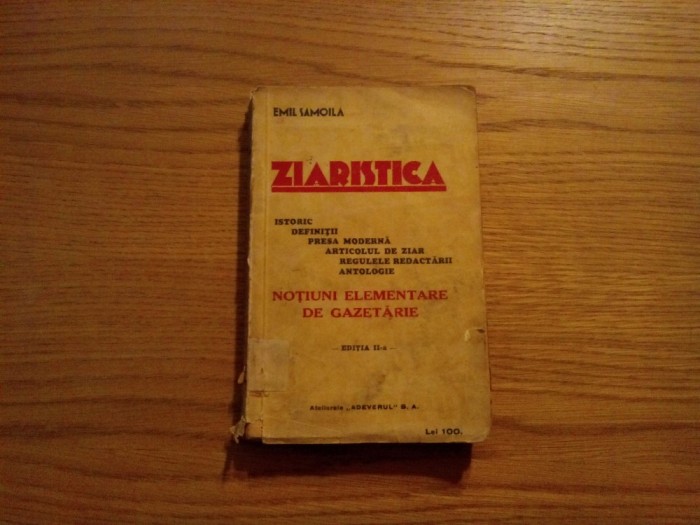 EMIL SAMOILA
ZIARISTICA
ISTORIC
DEFINIȚII
PRESA MODERNĂ
ARTICOLUL DE ZIAR
REGULELE REDACTĂRII
ANTOLOGIE
NOȚIUNI ELEMENTARE
DE GAZETĂRIE
— EDIȚIA II-a —
Atelierele „ADEVERUL" S. A.
Lei 100.